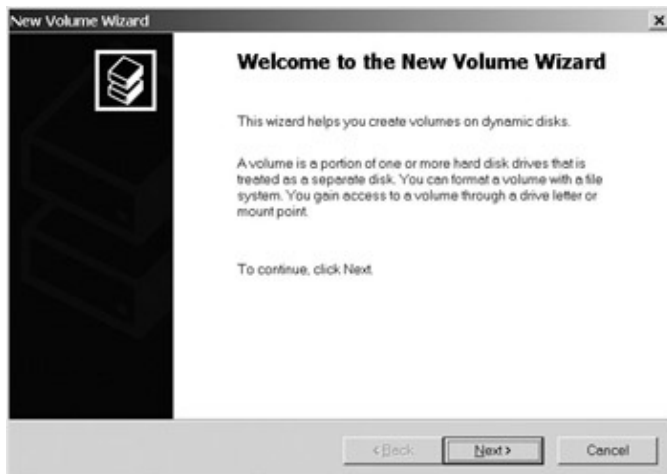 New Volume Wizard
Welcome to the New Volume Wizard
This wizard helps you create volumes on dynamic disks.
A volume is a portion of one or more hard disk drives that is
treated as a separate disk. You can format a volume with a file
system. You gain access to a volume through a drive letter or
mount point.
To continue, click Next.
< Back Next > Cancel